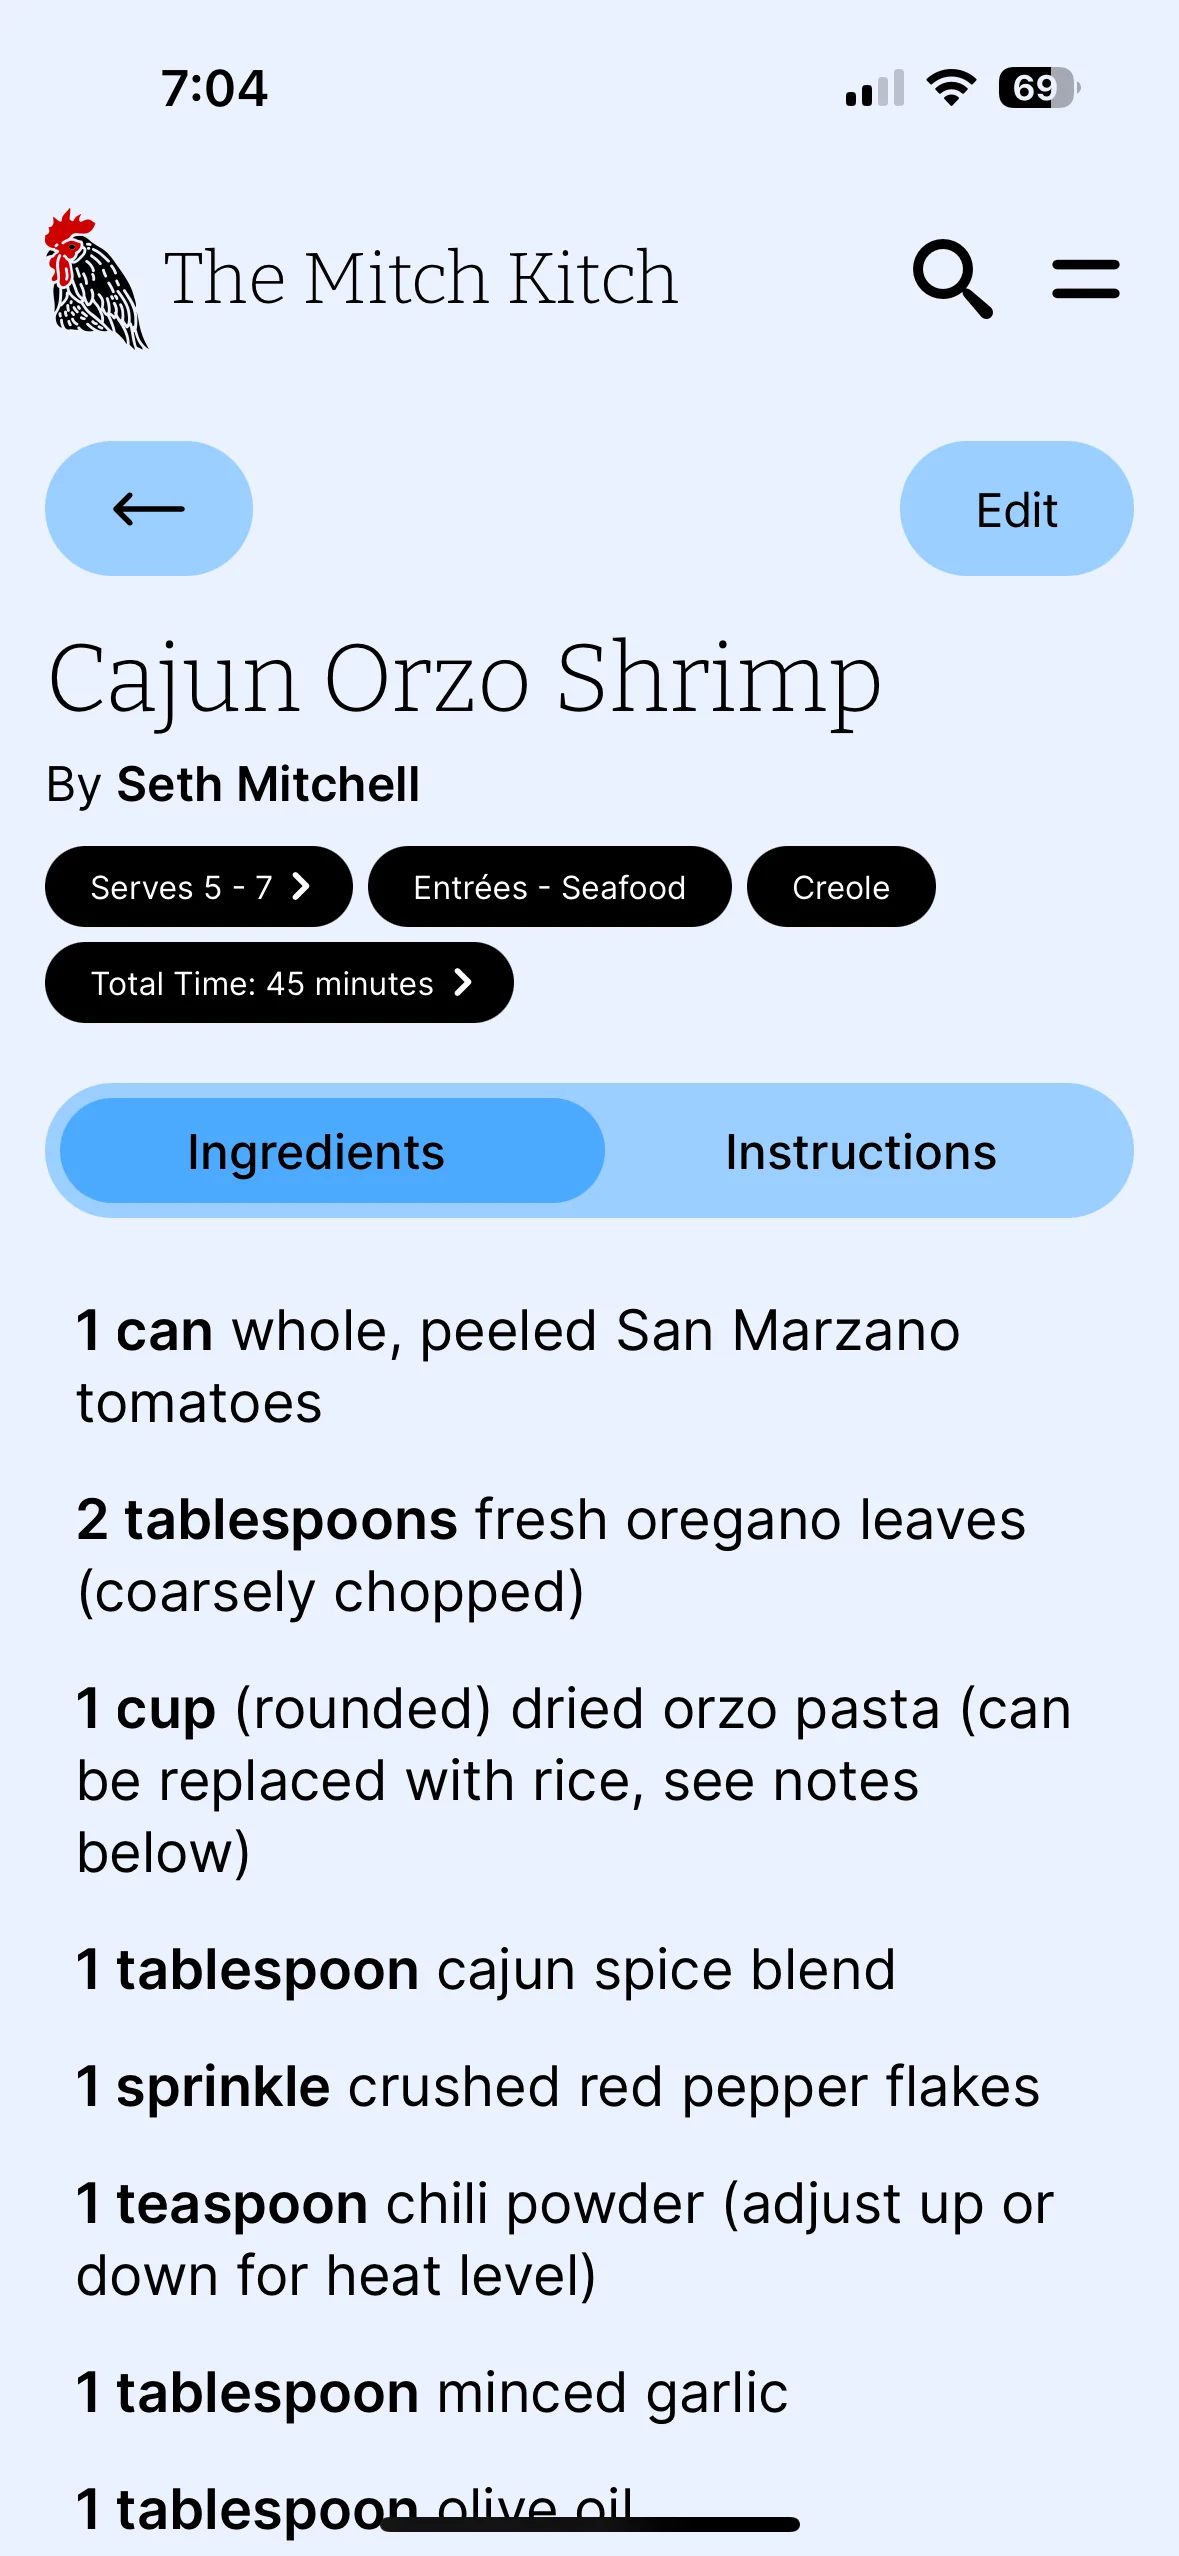 7:04
69
The Mitch Kitch
Edit
Cajun Orzo Shrimp
By Seth Mitchell
Serves 5 - 7
Entrées - Seafood
Creole
Total Time: 45 minutes
Ingredients
Instructions
1 can whole, peeled San Marzano
tomatoes
2 tablespoons fresh oregano leaves
(coarsely chopped)
1 cup (rounded) dried orzo pasta (can
be replaced with rice, see notes
below)
1 tablespoon cajun spice blend
1 sprinkle crushed red pepper flakes
1 teaspoon chili powder (adjust up or
down for heat level)
1 tablespoon minced garlic
1 tablespoon olive oil